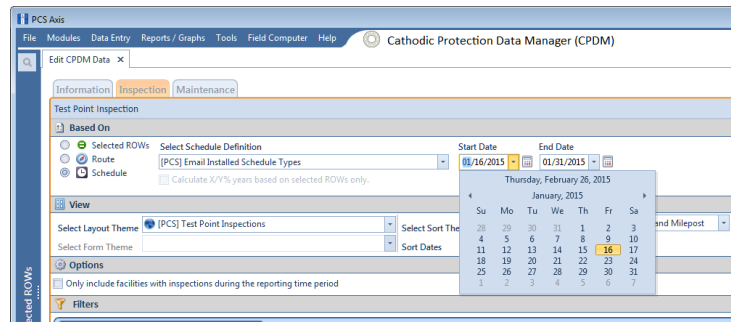 PCS Axis
File Modules Data Entry Reports / Graphs Tools Field Computer Help Cathodic Protection Data Manager (CPDM)
Edit CPDM Data ×
Information Inspection Maintenance
Test Point Inspection
Based On
Selected ROWs Select Schedule Definition Start Date End Date
Route [PCS] Email Installed Schedule Types 01/16/2015 01/31/2015
Schedule Calculate X/Y% years based on selected ROWs only.
Thursday, February 26, 2015
January, 2015
Su Mo Tu We Th Fr Sa
28 29 30 31 1 2 3
4 5 6 7 8 9 10
11 12 13 14 15 16 17
18 19 20 21 22 23 24
25 26 27 28 29 30 31
1 2 3 4 5 6 7
View
Select Layout Theme [PCS] Test Point Inspections Select Sort The and Milepost
Select Form Theme Sort Dates
Options
Only include facilities with inspections during the reporting time period
Filters
ected ROWs